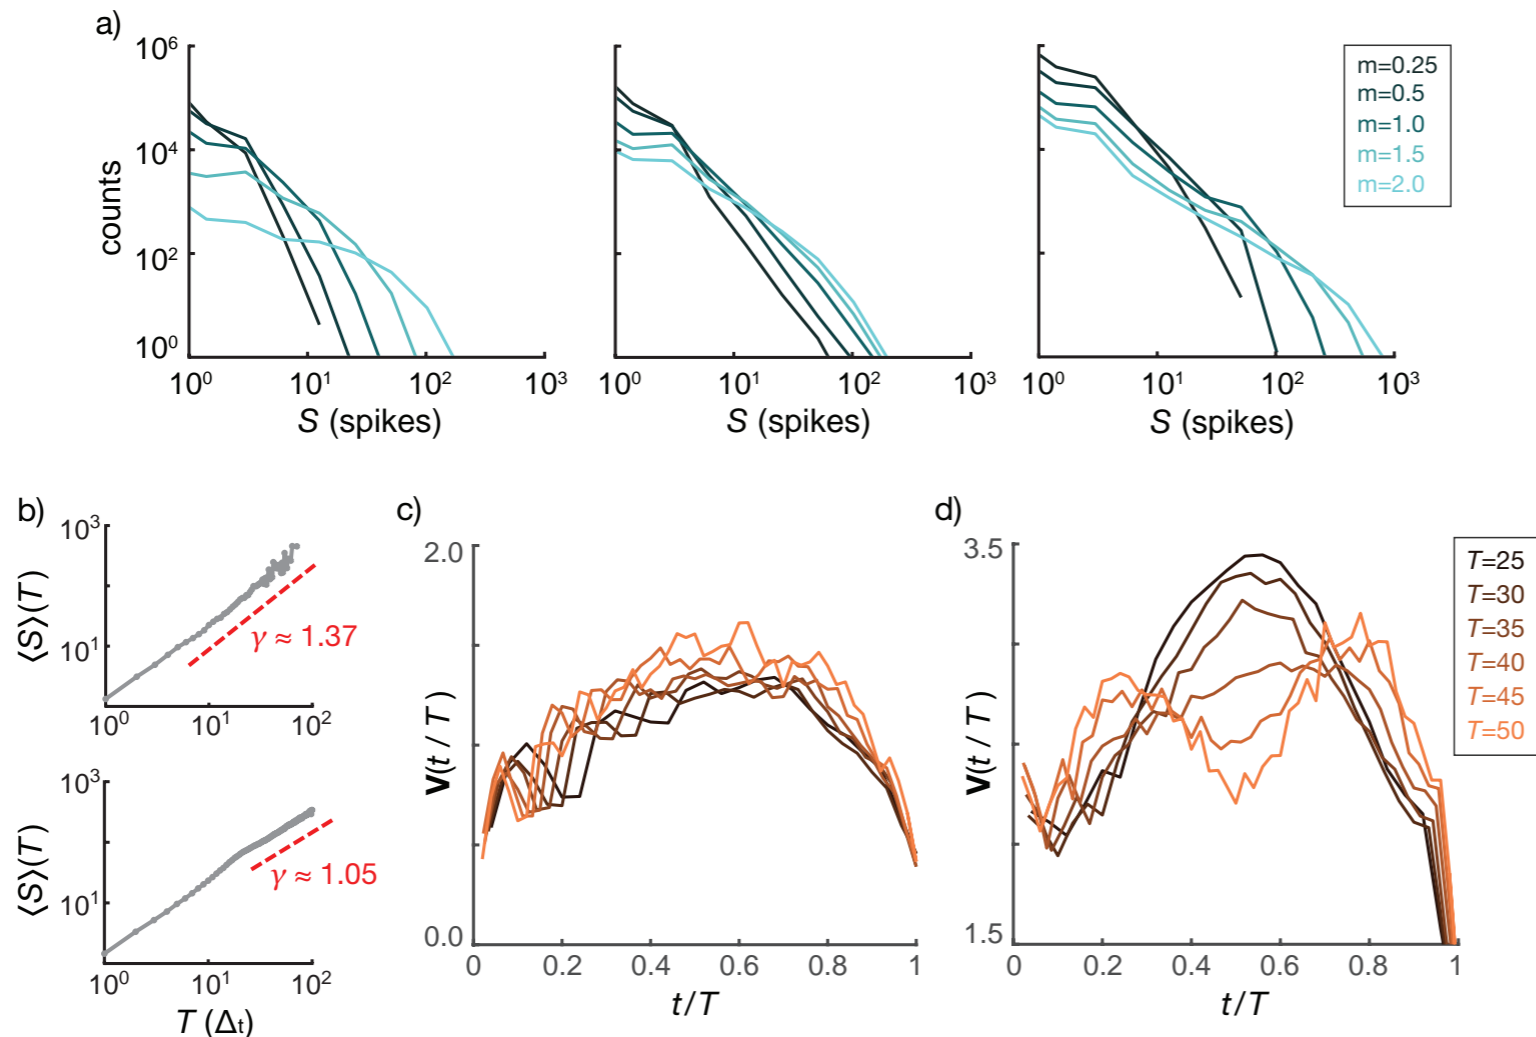 a)
10⁶
10⁴
10²
10⁰
counts
10⁰ 10¹ 10² 10³
S (spikes)
10⁰ 10¹ 10² 10³
S (spikes)
10⁰ 10¹ 10² 10³
S (spikes)
m=0.25
m=0.5
m=1.0
m=1.5
m=2.0
b)
10³
10¹
⟨S⟩(T)
γ ≈ 1.37
10⁰ 10¹ 10²
10³
10¹
⟨S⟩(T)
γ ≈ 1.05
10⁰ 10¹ 10²
T (Δt)
c)
2.0
0.0
V(t / T)
0 0.2 0.4 0.6 0.8 1
t/T
d)
3.5
1.5
V(t / T)
0 0.2 0.4 0.6 0.8 1
t/T
T=25
T=30
T=35
T=40
T=45
T=50